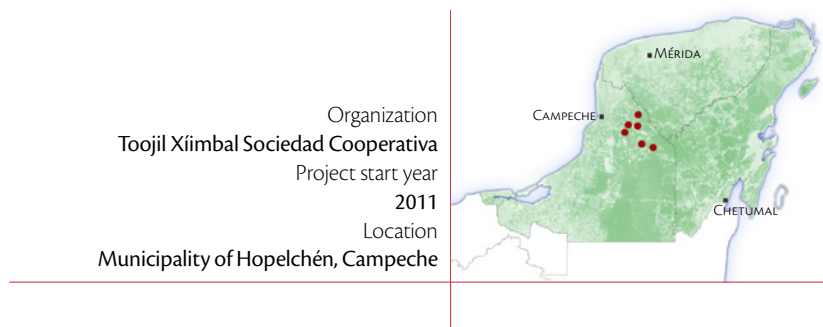 Organization
Toojil Xíimbal Sociedad Cooperativa
Project start year
2011
Location
Municipality of Hopelchén, Campeche
Mérida
Campeche
Chetumal